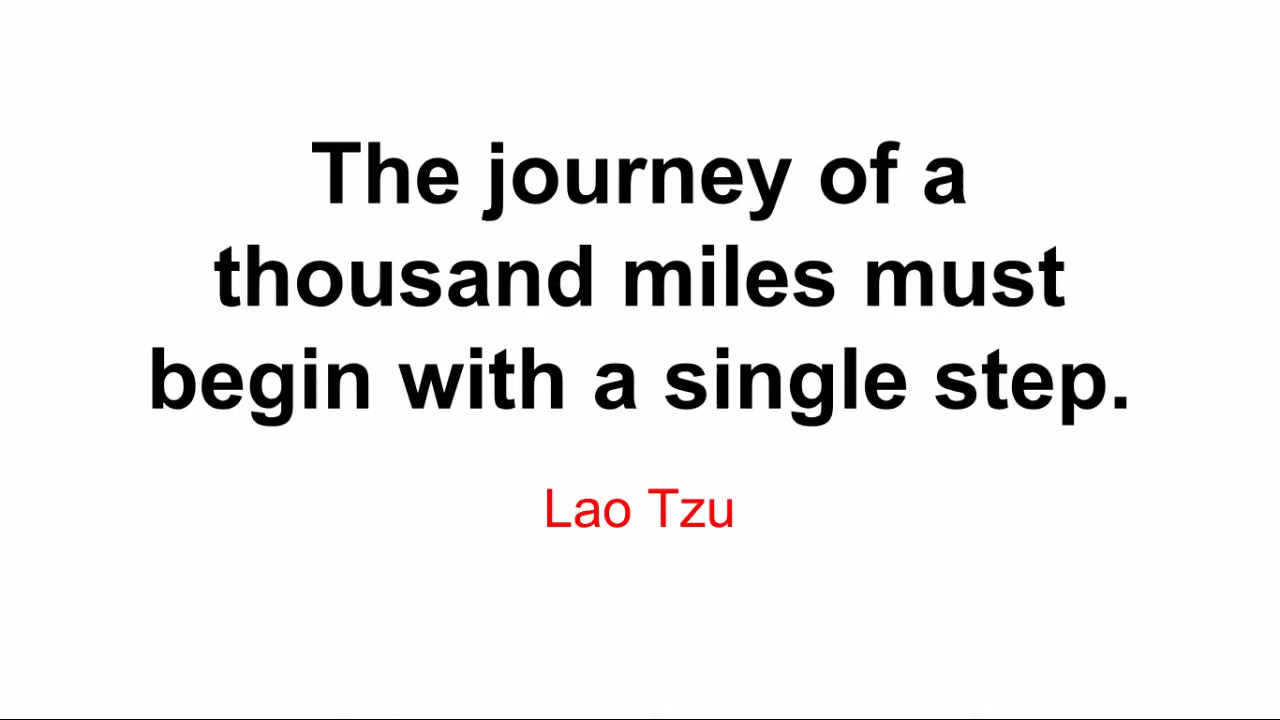 The journey of a
thousand miles must
begin with a single step.
Lao Tzu